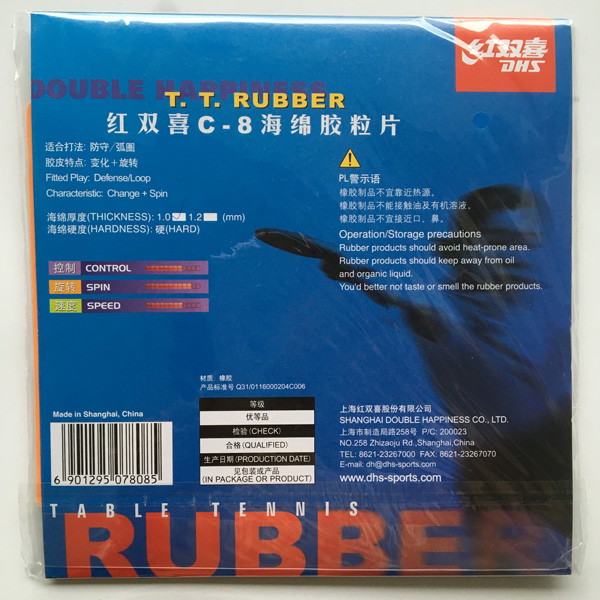 红双喜
DHS
DOUBLE HAPPINESS
T. T. RUBBER
红双喜C-8海绵胶粒片
适合打法: 防守/弧圈
胶皮特点: 变化+旋转
Fitted Play: Defense/Loop
Characteristic: Change + Spin
海绵厚度(THICKNESS): 1.0 1.2 (mm)
海绵硬度(HARDNESS): 硬(HARD)
控制 CONTROL
旋转 SPIN
速度 SPEED
PL警示语
橡胶制品不宜靠近热源。
橡胶制品不能接触油及有机溶液。
橡胶制品不宜接近口、鼻。
Operation/Storage precautions
Rubber products should avoid heat-prone area.
Rubber products should keep away from oil
and organic liquid.
You'd better not taste or smell the rubber products.
材质: 橡胶
产品标准号 Q31/0116000204C006
等级
优等品
检验(CHECK)
合格(QUALIFIED)
生产日期(PRODUCTION DATE)
见包装或产品
(IN PACKAGE OR PRODUCT)
Made in Shanghai, China
6 901295 078085
上海红双喜股份有限公司
SHANGHAI DOUBLE HAPPINESS CO., LTD.
上海市制造局路258号 P/C: 200023
NO.258 Zhizaoju Rd.,Shanghai,China
TEL: 8621-23267000 FAX: 8621-23267070
E-mail: dh@dhs-sports.com
www.dhs-sports.com
TABLE TENNIS
RUBBER